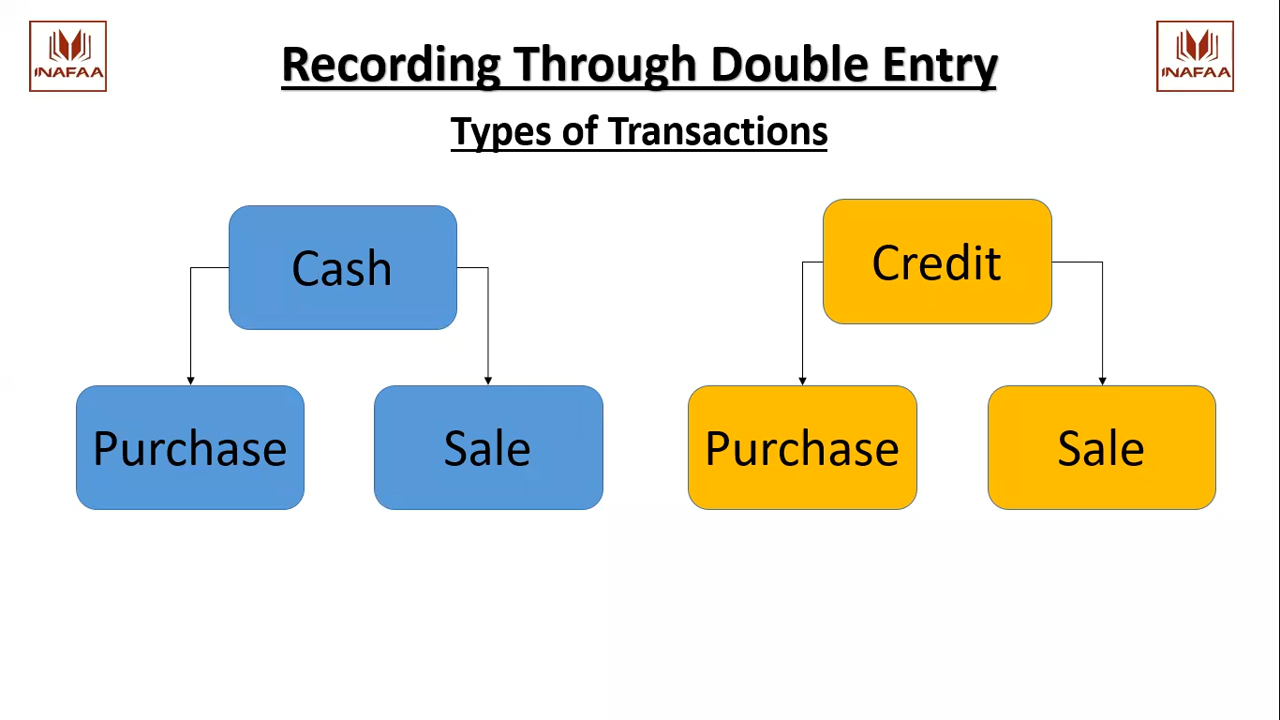 INAFAA
Recording Through Double Entry
INAFAA
Types of Transactions
Cash
Credit
Purchase
Sale
Purchase
Sale